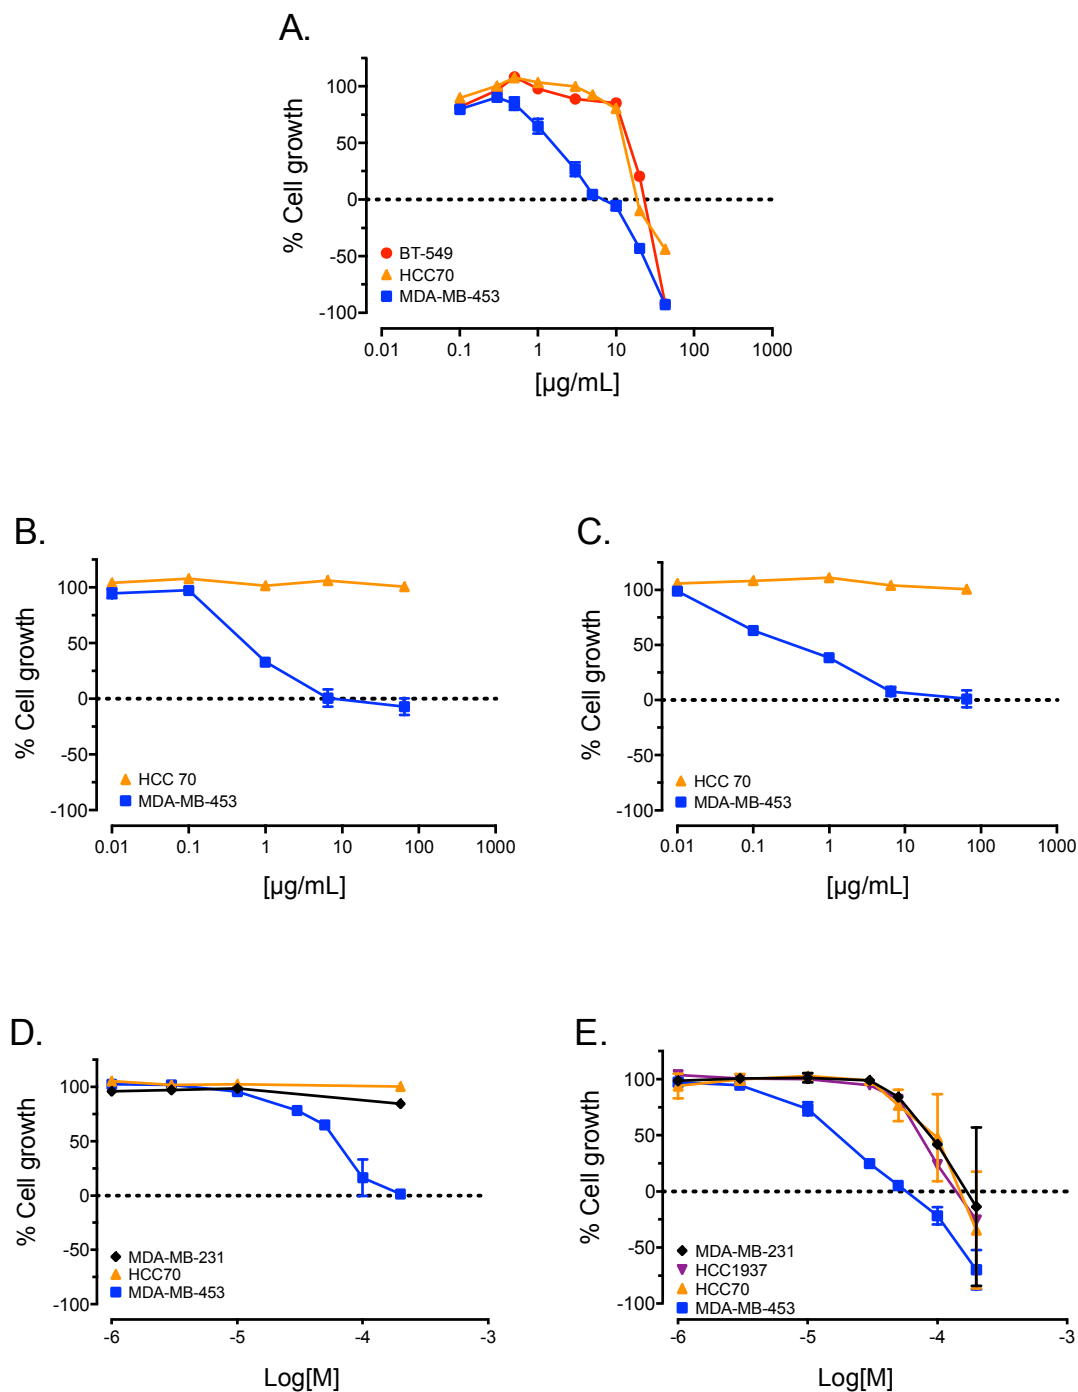 A.
% Cell growth
100
50
0
-50
-100
BT-549
HCC70
MDA-MB-453
0.01 0.1 1 10 100 1000
[µg/mL]
B.
% Cell growth
100
50
0
-50
-100
HCC 70
MDA-MB-453
0.01 0.1 1 10 100 1000
[µg/mL]
C.
% Cell growth
100
50
0
-50
-100
HCC 70
MDA-MB-453
0.01 0.1 1 10 100 1000
[µg/mL]
D.
% Cell growth
100
50
0
-50
-100
MDA-MB-231
HCC70
MDA-MB-453
-6 -5 -4 -3
Log[M]
E.
% Cell growth
100
50
0
-50
-100
MDA-MB-231
HCC1937
HCC70
MDA-MB-453
-6 -5 -4 -3
Log[M]